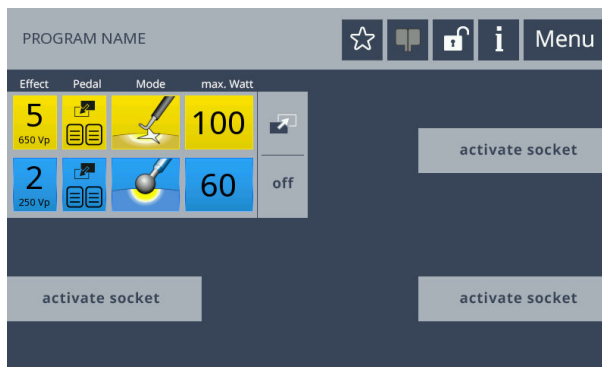 PROGRAM NAME
i
Menu
Effect Pedal Mode max. Watt
5 100
650 Vp
2 60 off
250 Vp
activate socket
activate socket
activate socket